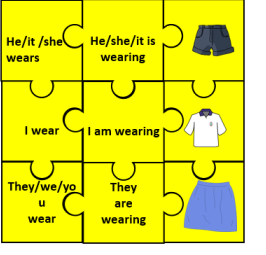 He/it /she
wears
He/she/it is
wearing
I wear
I am wearing
They/we/yo
u
wear
They
are
wearing